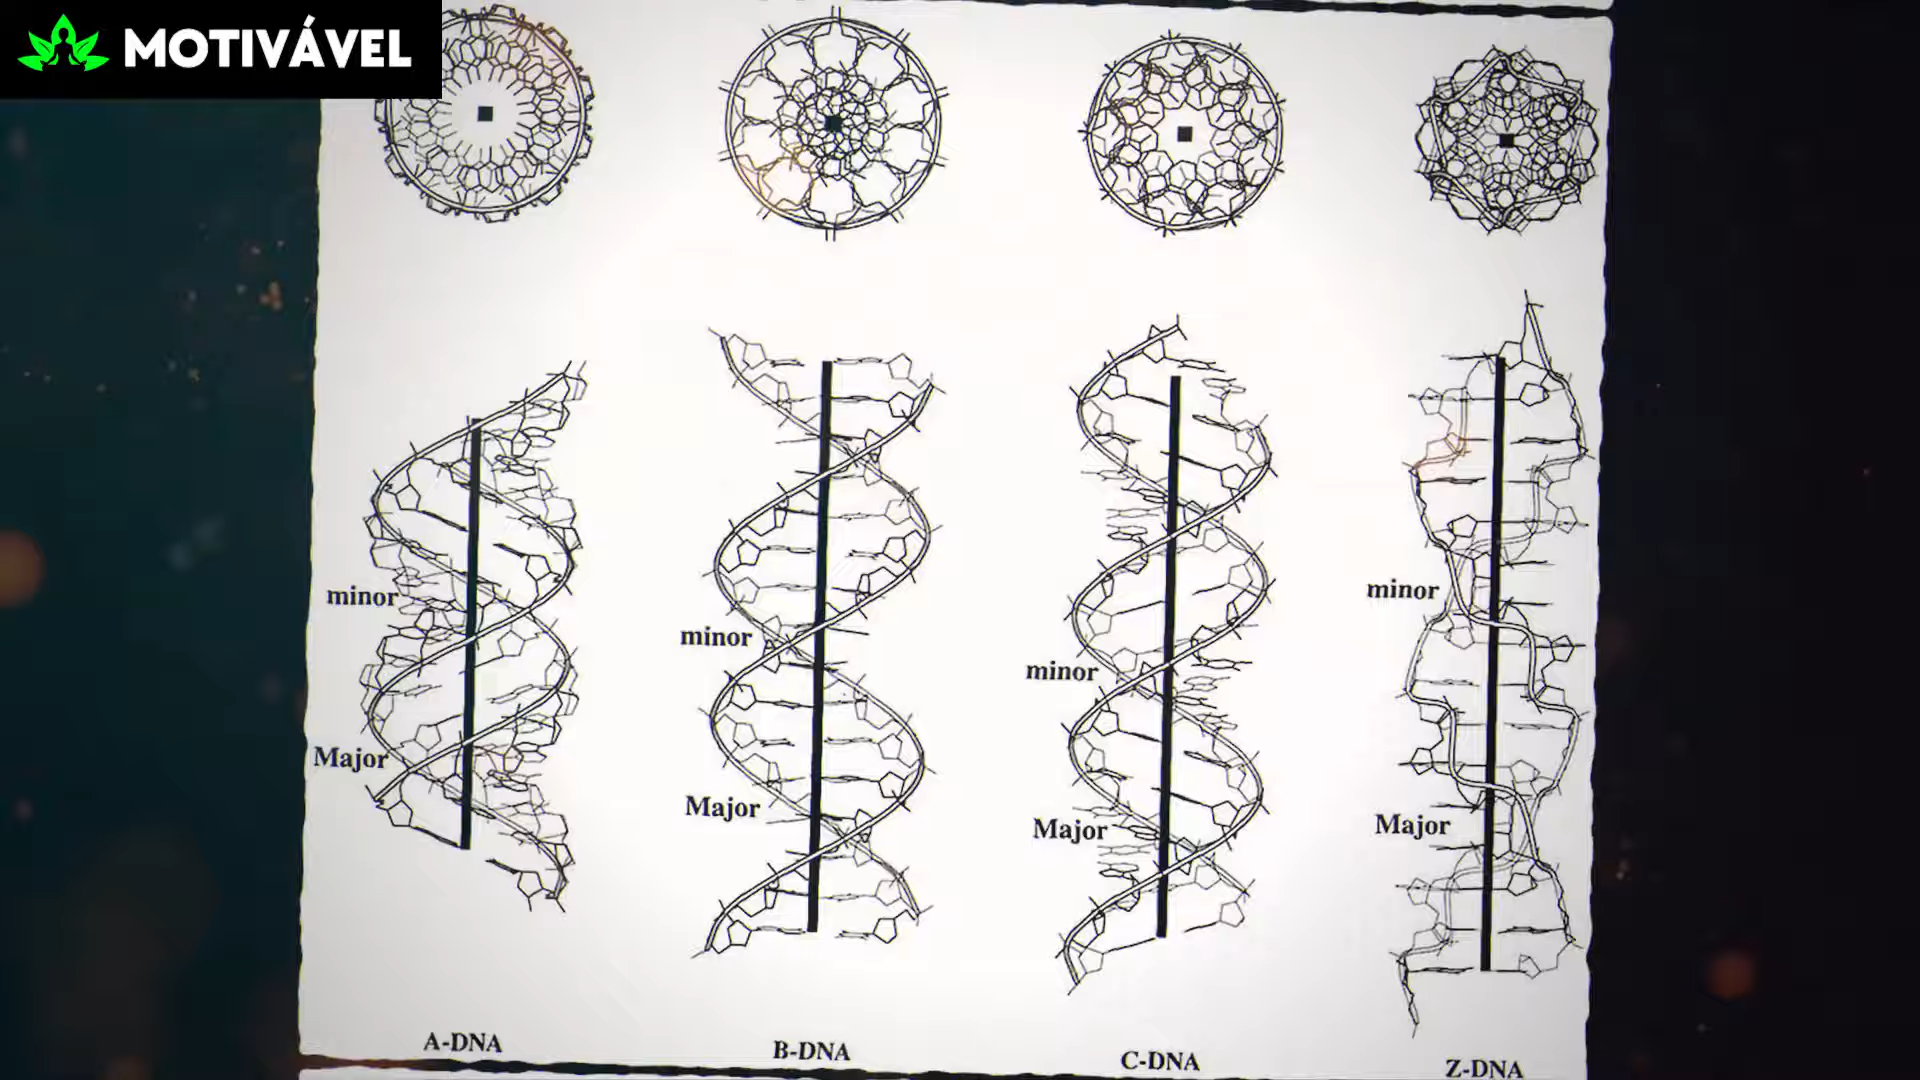 MOTIVÁVEL
minor
Major
A-DNA
minor
Major
B-DNA
minor
Major
C-DNA
minor
Major
Z-DNA